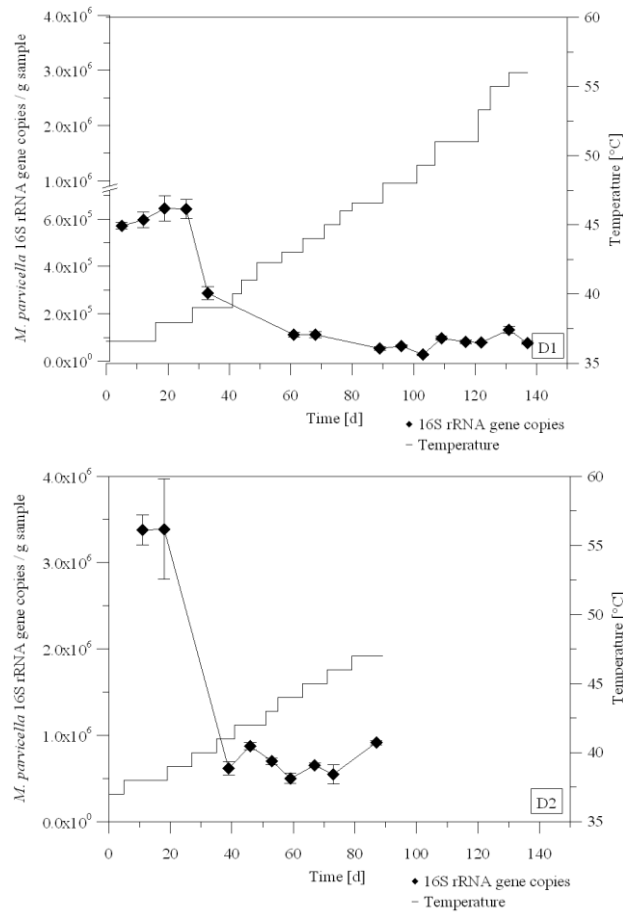 M. parvicella 16S rRNA gene copies / g sample
4.0x10⁶
3.0x10⁶
2.0x10⁶
1.0x10⁶
6.0x10⁵
4.0x10⁵
2.0x10⁵
0.0x10⁰
60
55
50
45
40
35
Temperature [°C]
D1
0 20 40 60 80 100 120 140
Time [d]
◆ 16S rRNA gene copies
– Temperature
M. parvicella 16S rRNA gene copies / g sample
4.0x10⁶
3.0x10⁶
2.0x10⁶
1.0x10⁶
0.0x10⁰
60
55
50
45
40
35
Temperature [°C]
D2
0 20 40 60 80 100 120 140
Time [d]
◆ 16S rRNA gene copies
– Temperature